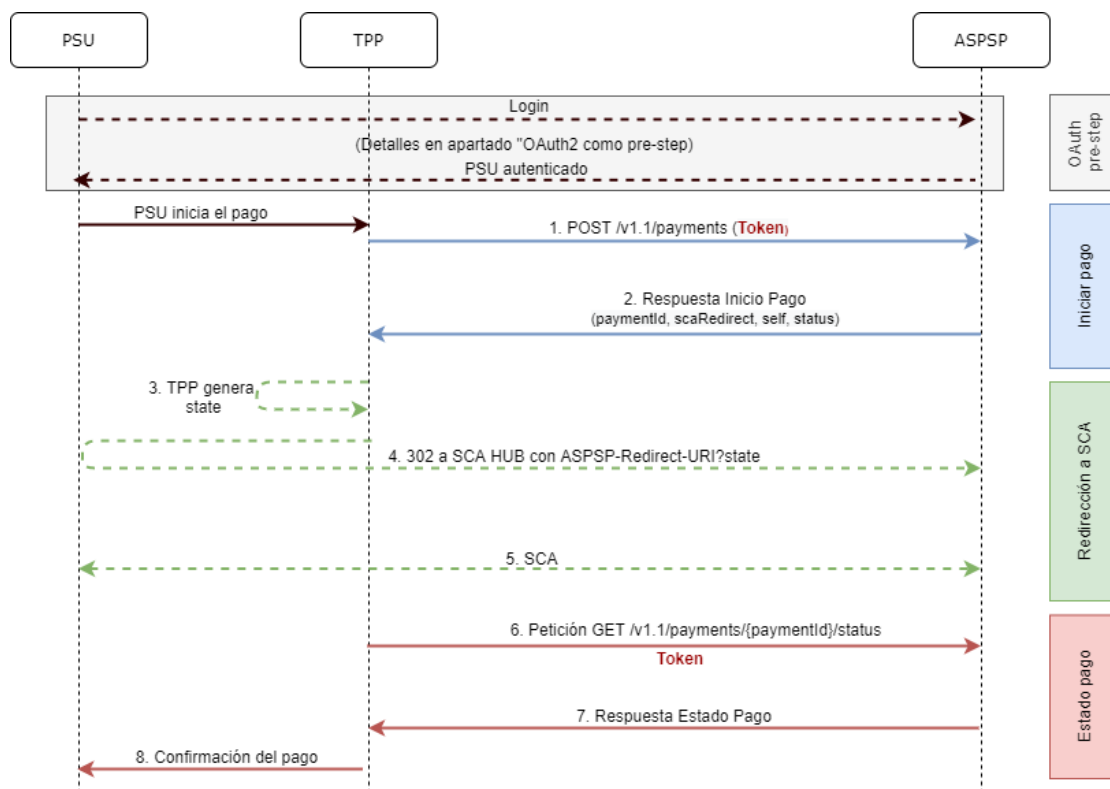 PSU
TPP
ASPSP
Login
(Detalles en apartado "OAuth2 como pre-step)
PSU autenticado
OAuth
pre-step
PSU inicia el pago
1. POST /v1.1/payments (Token)
2. Respuesta Inicio Pago
(paymentId, scaRedirect, self, status)
Iniciar pago
3. TPP genera
state
4. 302 a SCA HUB con ASPSP-Redirect-URI?state
5. SCA
Redirección a SCA
6. Petición GET /v1.1/payments/{paymentId}/status
Token
7. Respuesta Estado Pago
8. Confirmación del pago
Estado pago